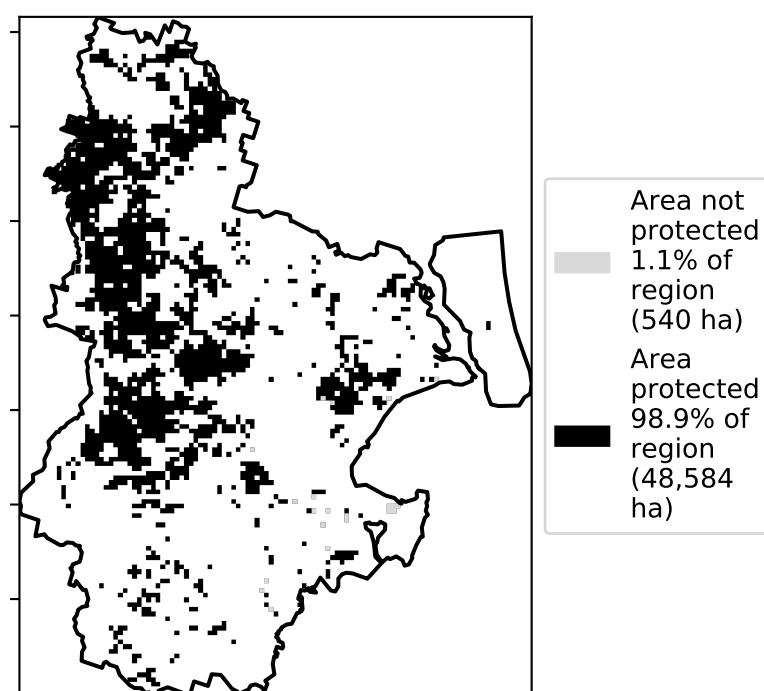 Area not
protected
1.1% of
region
(540 ha)
Area
protected
98.9% of
region
(48,584
ha)